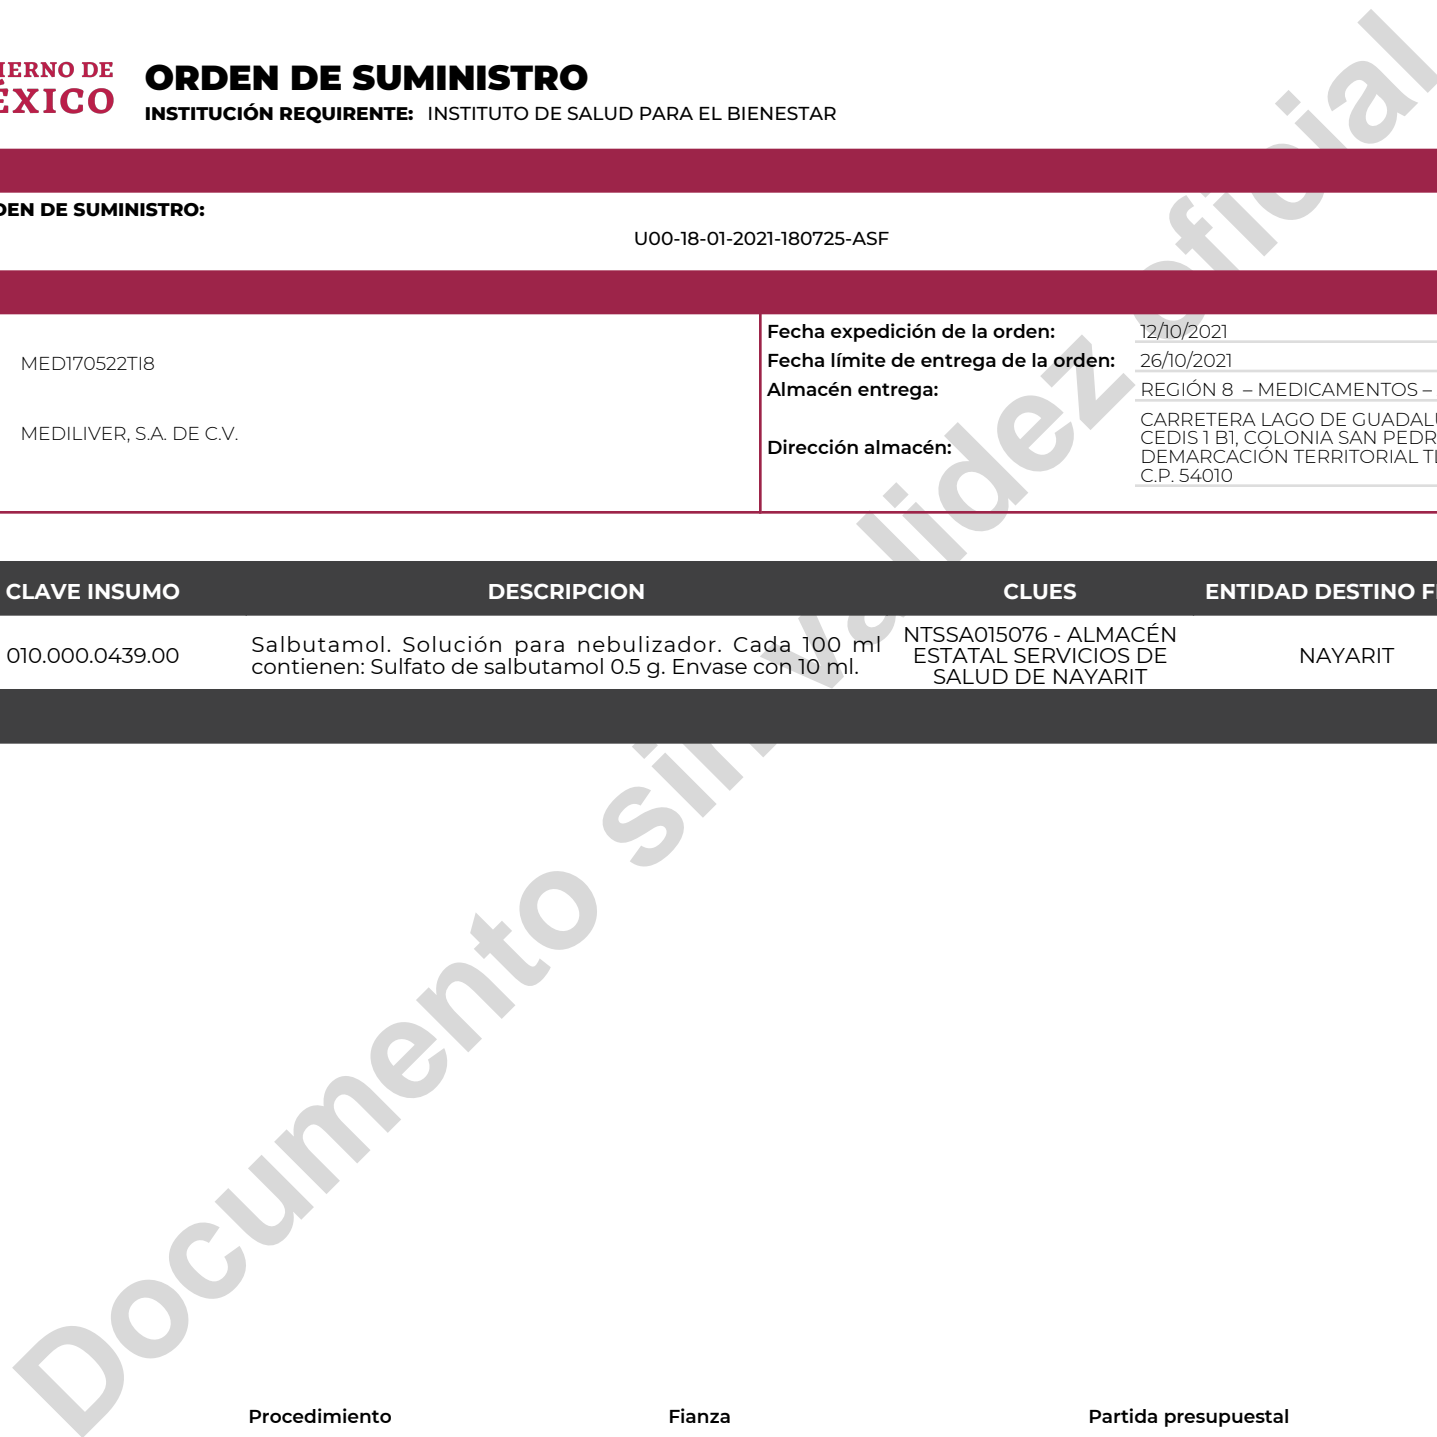 IERNO DE
ÉXICO
ORDEN DE SUMINISTRO
INSTITUCIÓN REQUIRENTE: INSTITUTO DE SALUD PARA EL BIENESTAR
DEN DE SUMINISTRO:
U00-18-01-2021-180725-ASF
MED170522TI8
MEDILIVER, S.A. DE C.V.
Fecha expedición de la orden: 12/10/2021
Fecha límite de entrega de la orden: 26/10/2021
Almacén entrega: REGIÓN 8 – MEDICAMENTOS –
Dirección almacén:
CARRETERA LAGO DE GUADALU
CEDIS 1 B1, COLONIA SAN PEDR
DEMARCACIÓN TERRITORIAL TL
C.P. 54010
CLAVE INSUMO DESCRIPCION CLUES ENTIDAD DESTINO F
010.000.0439.00
Salbutamol. Solución para nebulizador. Cada 100 ml
contienen: Sulfato de salbutamol 0.5 g. Envase con 10 ml.
NTSSA015076 - ALMACÉN
ESTATAL SERVICIOS DE
SALUD DE NAYARIT
NAYARIT
Documento sin validez oficial
Procedimiento Fianza Partida presupuestal